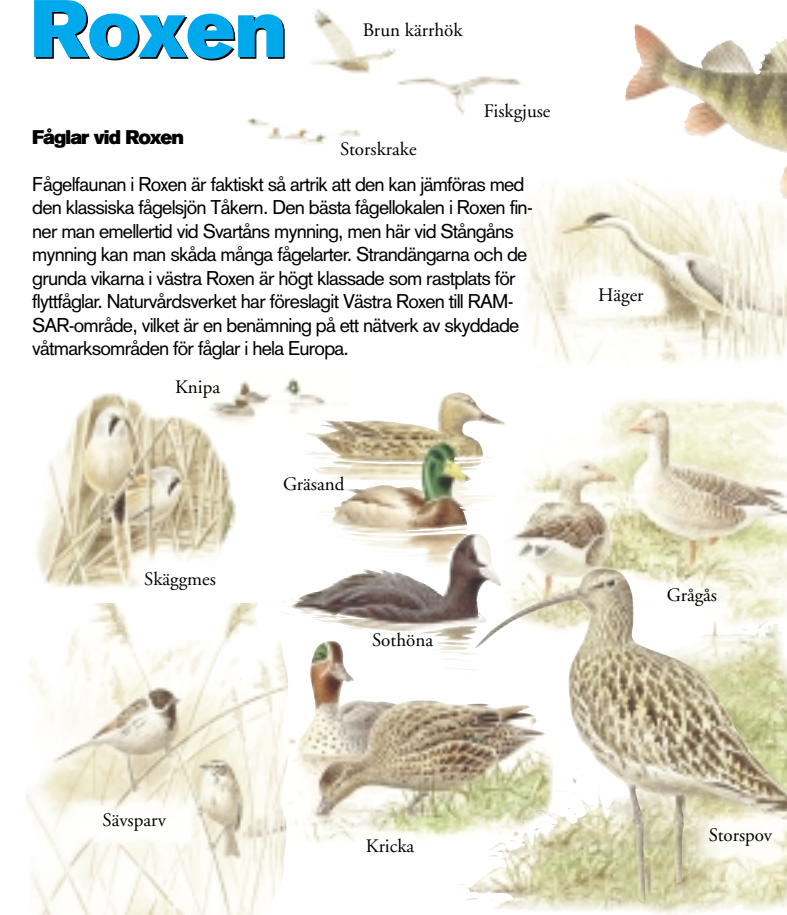 Roxen
Brun kärrhök
Fiskgjuse
Storskrake
Fåglar vid Roxen
Fågelfaunan i Roxen är faktiskt så artrik att den kan jämföras med
den klassiska fågelsjön Tåkern. Den bästa fågellokalen i Roxen fin-
ner man emellertid vid Svartåns mynning, men här vid Stångåns
mynning kan man skåda många fågelarter. Strandängarna och de
grunda vikarna i västra Roxen är högt klassade som rastplats för
flyttfåglar. Naturvårdsverket har föreslagit Västra Roxen till RAM-
SAR-område, vilket är en benämning på ett nätverk av skyddade
våtmarksområden för fåglar i hela Europa.
Häger
Knipa
Gräsand
Skäggmes
Grågås
Sothöna
Sävsparv
Kricka
Storspov